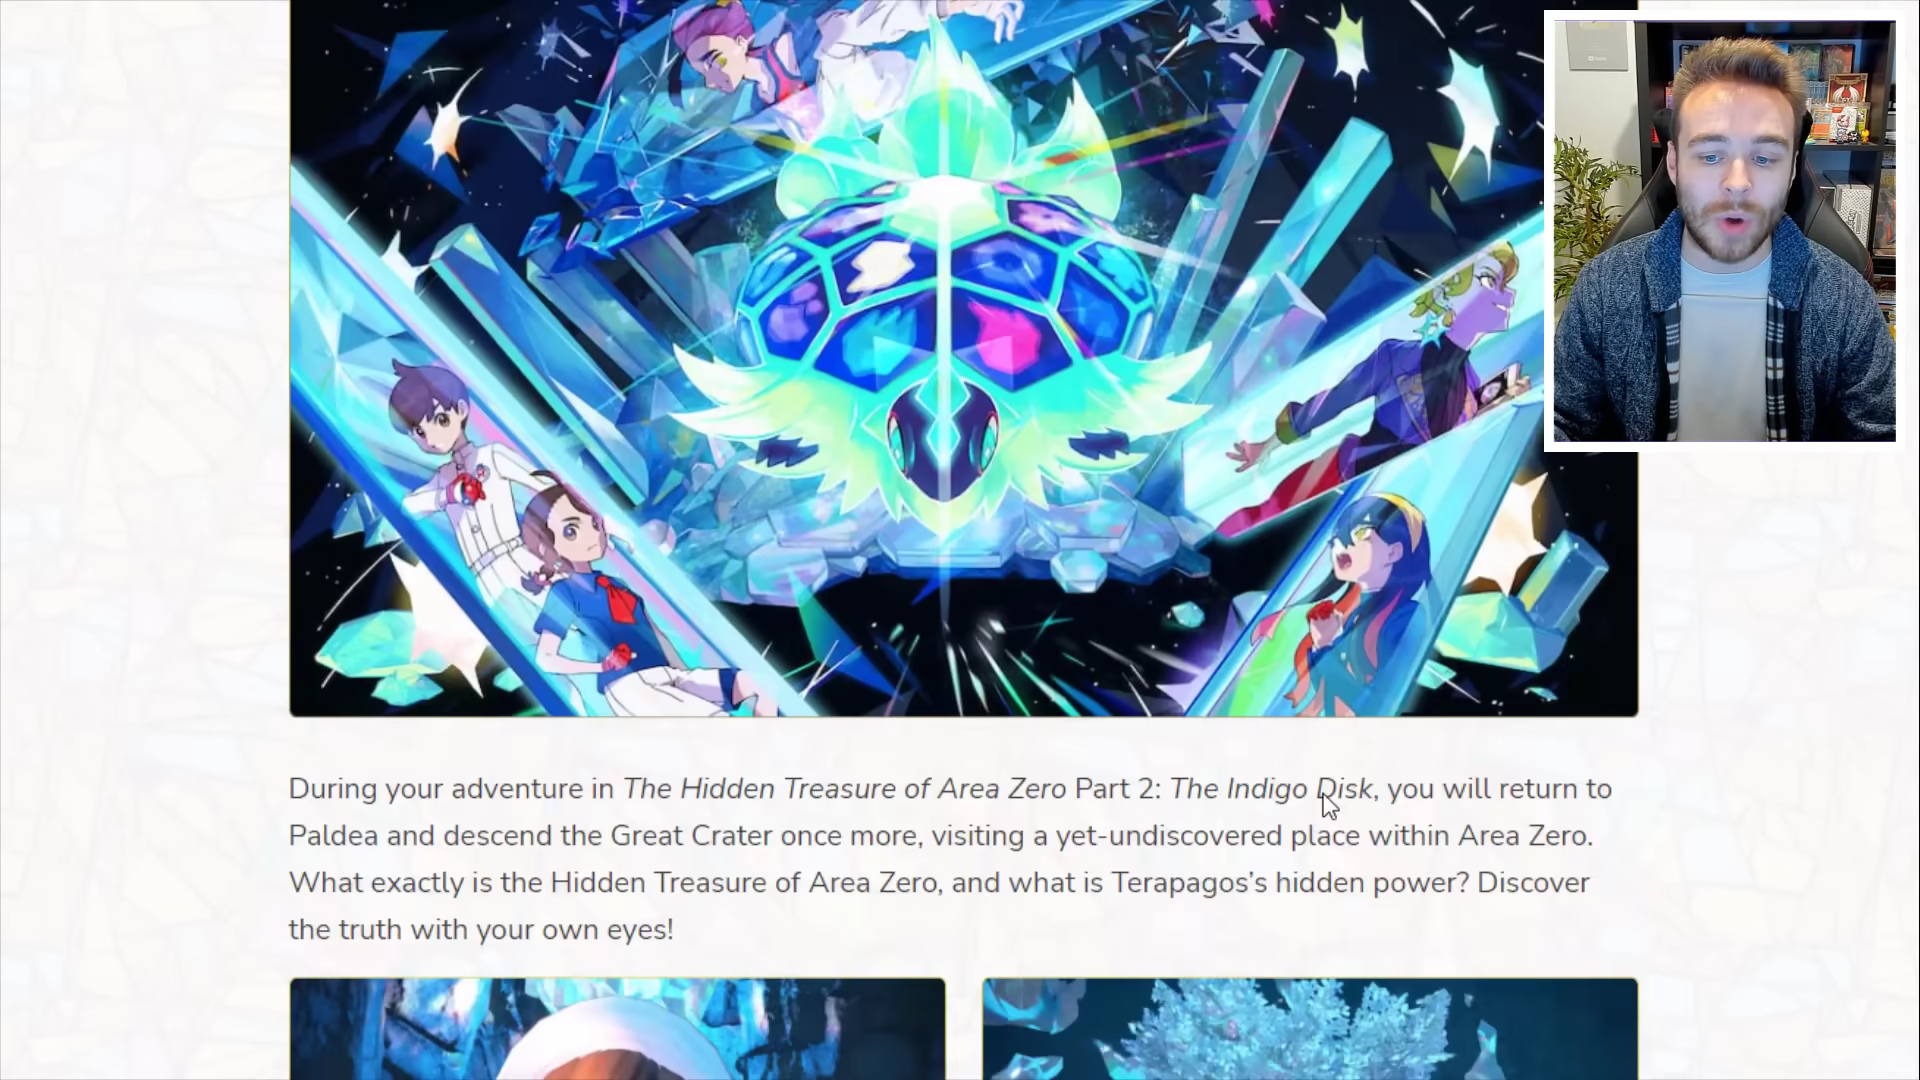 During your adventure in The Hidden Treasure of Area Zero Part 2: The Indigo Disk, you will return to
Paldea and descend the Great Crater once more, visiting a yet-undiscovered place within Area Zero.
What exactly is the Hidden Treasure of Area Zero, and what is Terapagos’s hidden power? Discover
the truth with your own eyes!